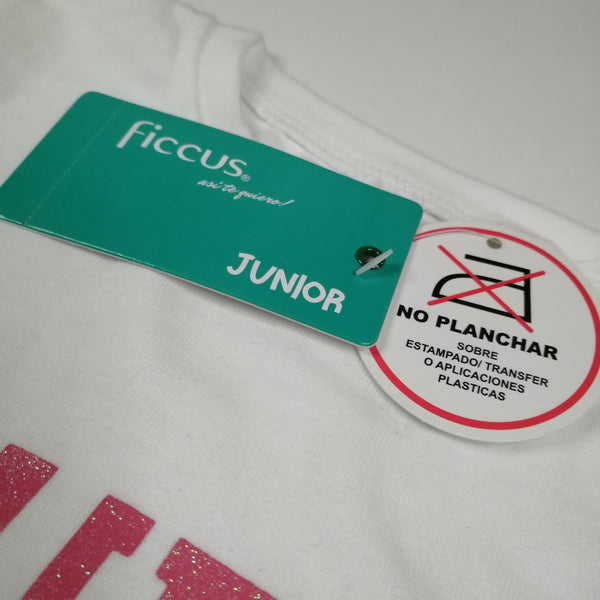 ficcus®
así te quiero!
JUNIOR
NO PLANCHAR
SOBRE
ESTAMPADO/ TRANSFER
O APLICACIONES
PLASTICAS